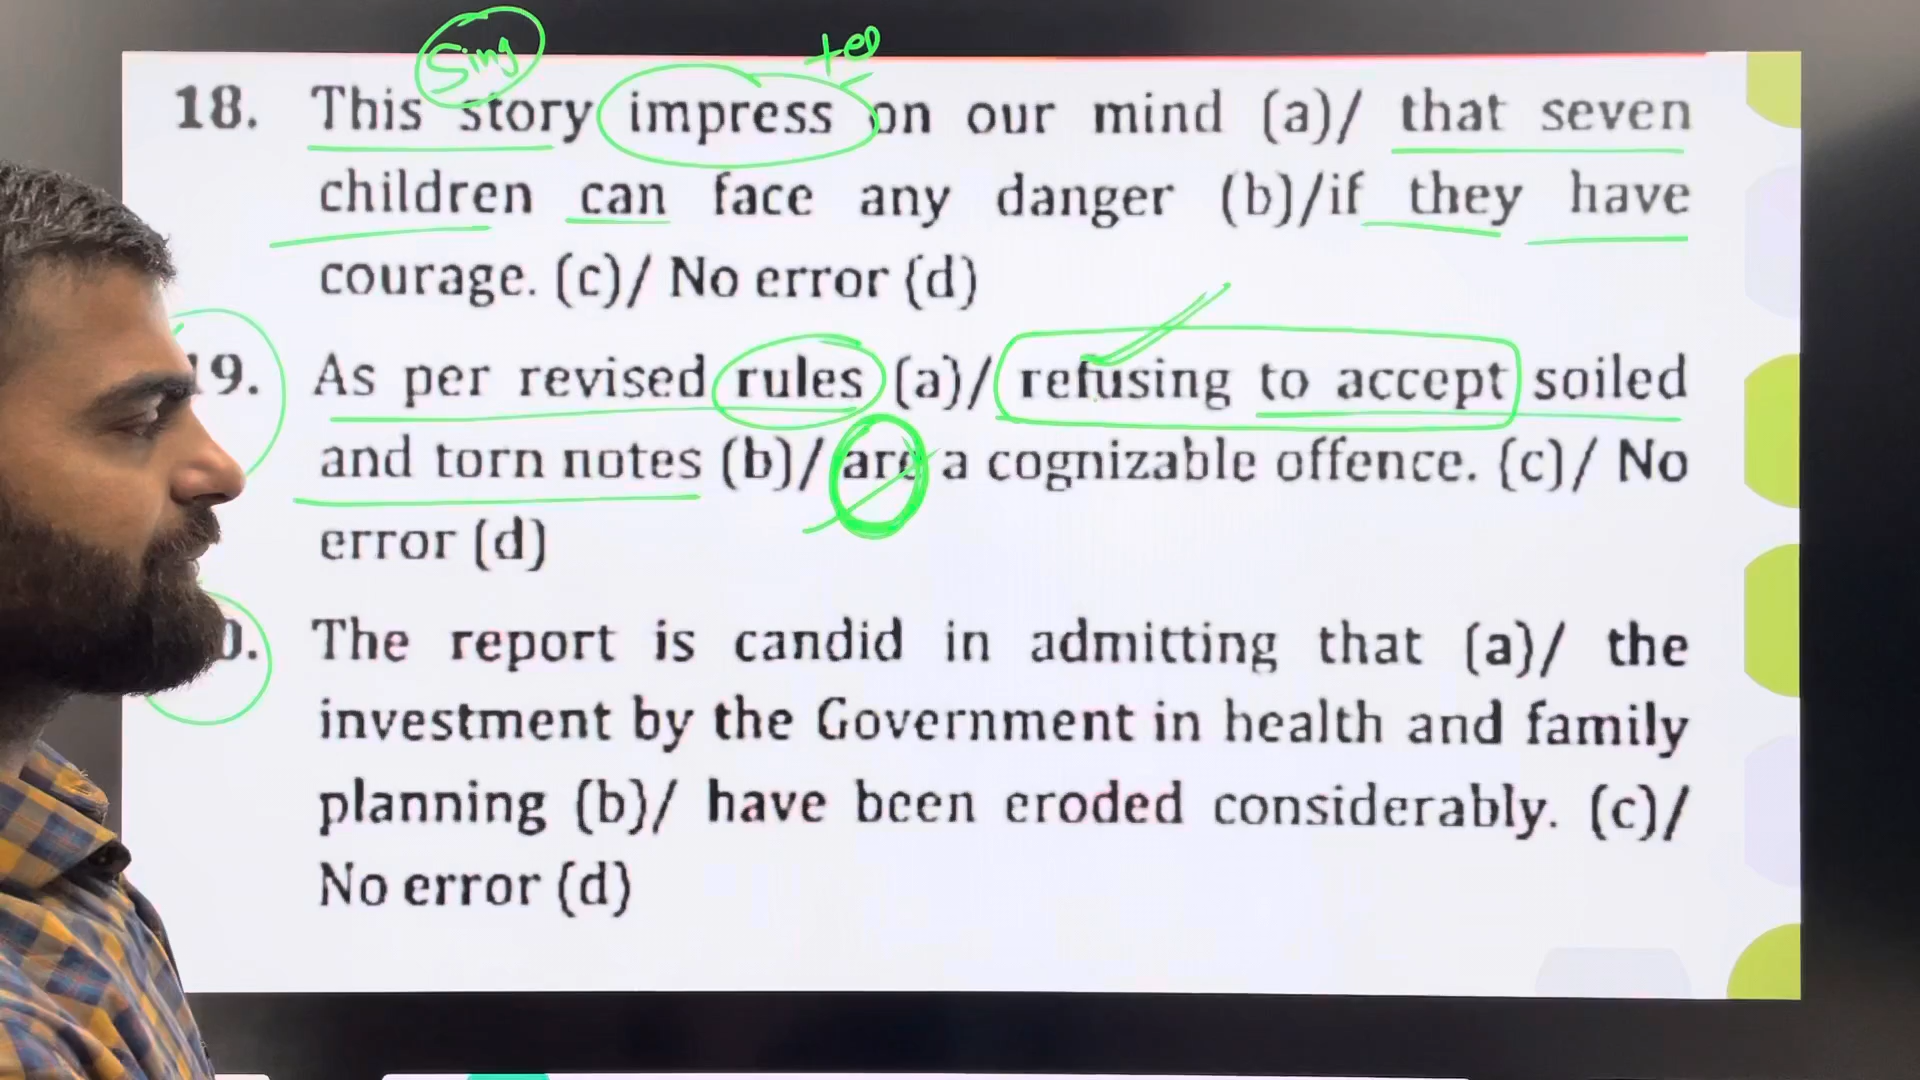 Sing
+es
18. This story impress on our mind (a)/ that seven
children can face any danger (b)/if they have
courage. (c)/ No error (d)
19. As per revised rules (a)/ refusing to accept soiled
and torn notes (b)/ are a cognizable offence. (c)/ No
error (d)
0. The report is candid in admitting that (a)/ the
investment by the Government in health and family
planning (b)/ have been eroded considerably. (c)/
No error (d)